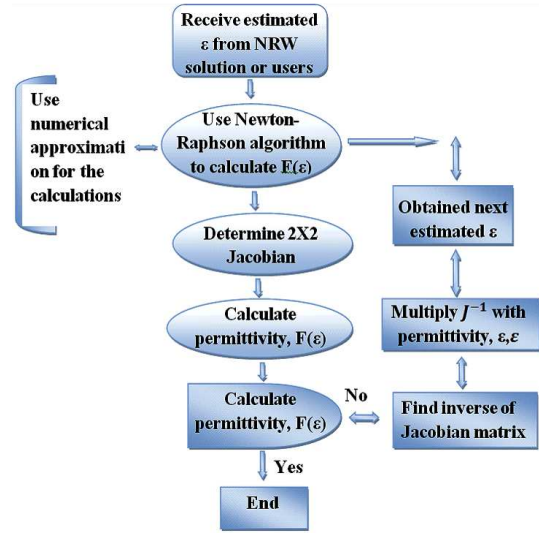 Receive estimated
ε from NRW
solution or users
Use
numerical
approximati
on for the
calculations
Use Newton-
Raphson algorithm
to calculate E(ε)
Obtained next
estimated ε
Determine 2X2
Jacobian
Calculate
permittivity, F(ε)
Multiply J⁻¹ with
permittivity, ε,ε
Calculate
permittivity, F(ε)
No
Find inverse of
Jacobian matrix
Yes
End